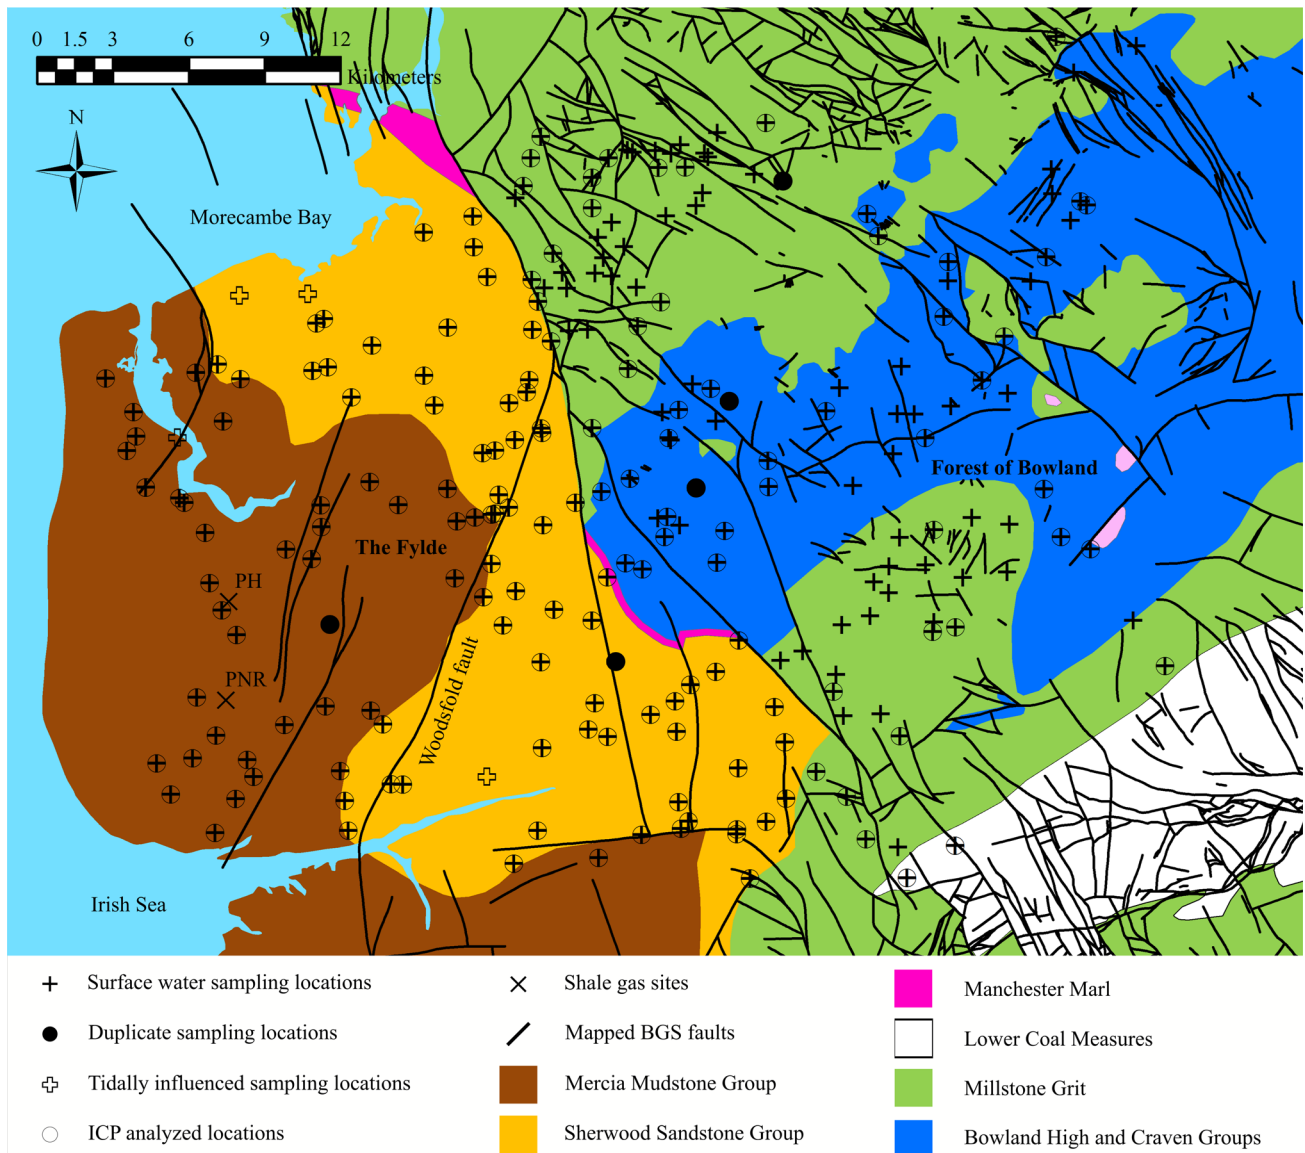 0 1.5 3 6 9 12
Kilometers
N
Morecambe Bay
Forest of Bowland
The Fylde
PH
PNR
Woodsfold fault
Irish Sea
Surface water sampling locations
Duplicate sampling locations
Tidally influenced sampling locations
ICP analyzed locations
Shale gas sites
Mapped BGS faults
Mercia Mudstone Group
Sherwood Sandstone Group
Manchester Marl
Lower Coal Measures
Millstone Grit
Bowland High and Craven Groups